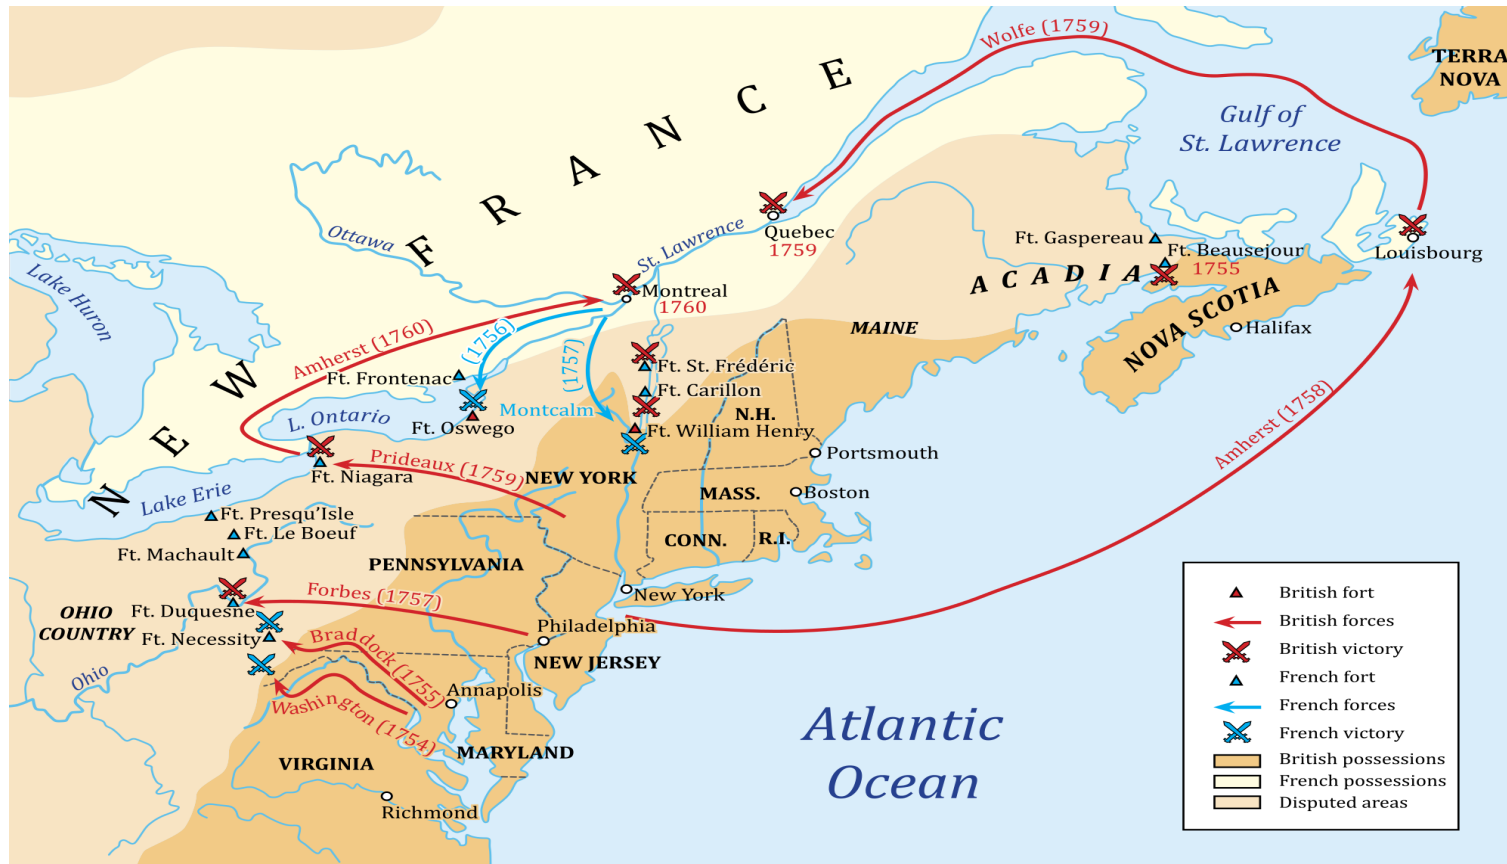 Wolfe (1759)
TERRA
NOVA
Gulf of
St. Lawrence
NEW FRANCE
Ottawa
St. Lawrence
Quebec
1759
Ft. Gaspereau
Ft. Beausejour
1755
Louisbourg
ACADIA
NOVA SCOTIA
Halifax
Lake Huron
Montreal
1760
MAINE
Amherst (1760)
(1756)
(1757)
Ft. Frontenac
Ft. St. Frédéric
Ft. Carillon
L. Ontario
Montcalm
N.H.
Ft. Oswego
Ft. William Henry
Amherst (1758)
Portsmouth
Prideaux (1759)
Ft. Niagara
NEW YORK
Lake Erie
MASS.
Boston
Ft. Presqu'Isle
Ft. Le Boeuf
Ft. Machault
CONN.
R.I.
PENNSYLVANIA
New York
Forbes (1757)
Ft. Duquesne
OHIO
COUNTRY
Ft. Necessity
Philadelphia
Braddock (1755)
NEW JERSEY
Ohio
Annapolis
Washington (1754)
MARYLAND
VIRGINIA
Richmond
Atlantic
Ocean
British fort
British forces
British victory
French fort
French forces
French victory
British possessions
French possessions
Disputed areas